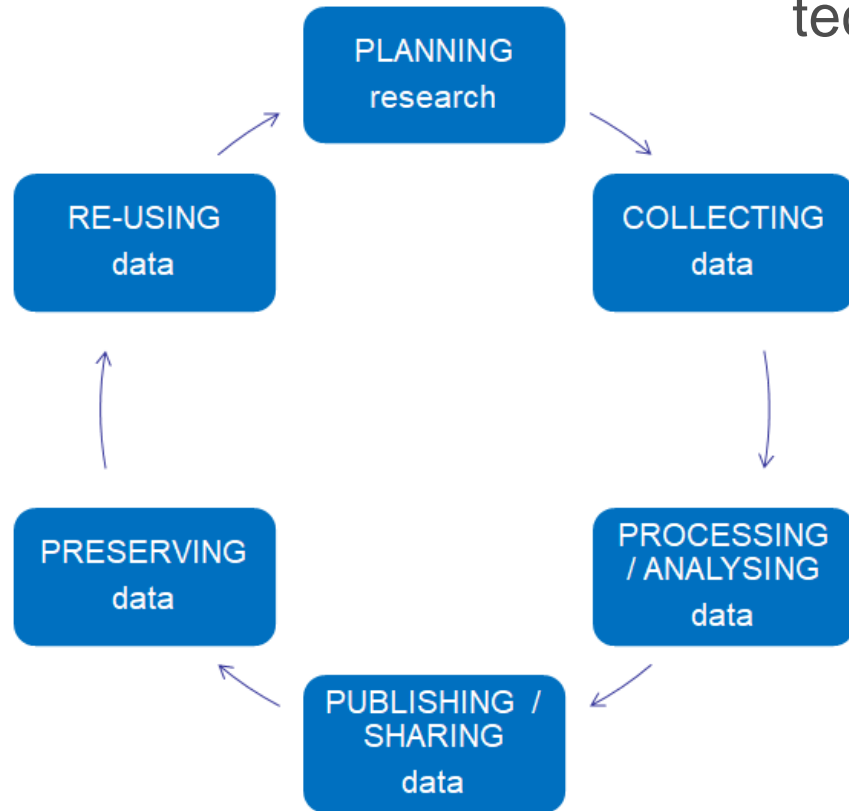 PLANNING
research
COLLECTING
data
PROCESSING
/ ANALYSING
data
PUBLISHING /
SHARING
data
PRESERVING
data
RE-USING
data